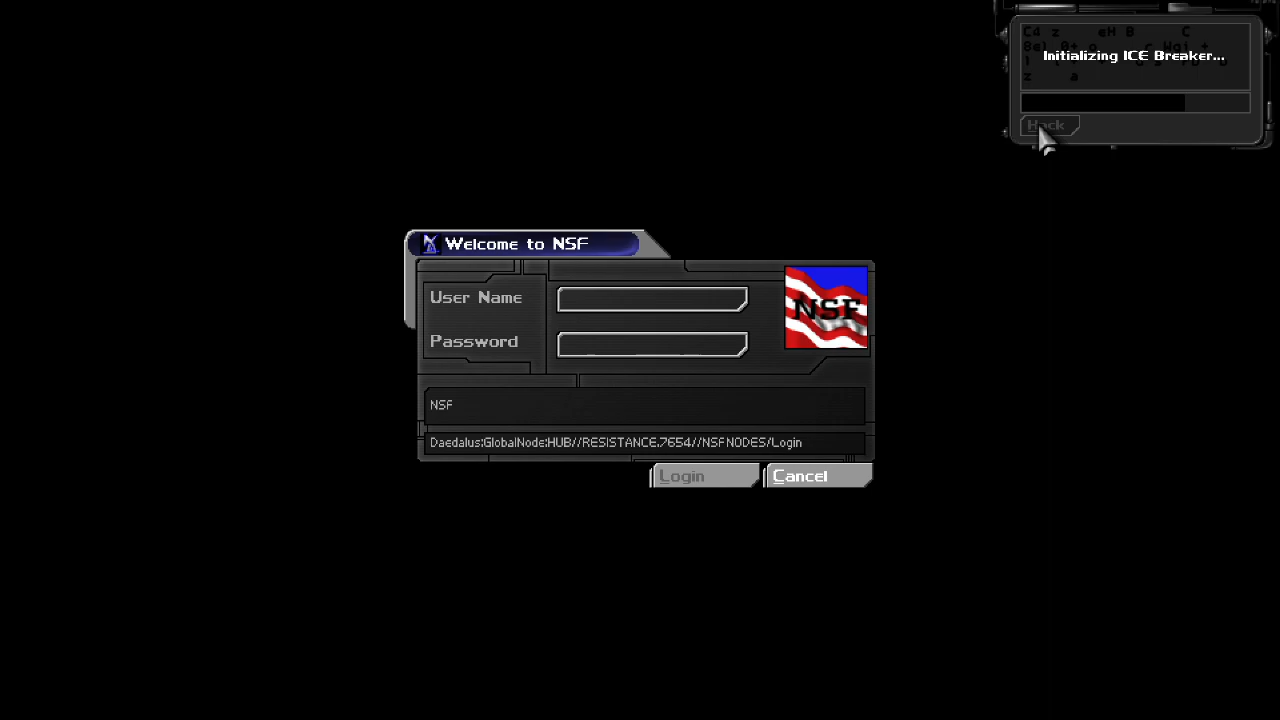 Initializing ICE Breaker...
Hack
Welcome to NSF
User Name
NSF
Password
NSF
Daedalus:GlobalNode:HUB//RESISTANCE.7654//NSFNODES/Login
Login
Cancel